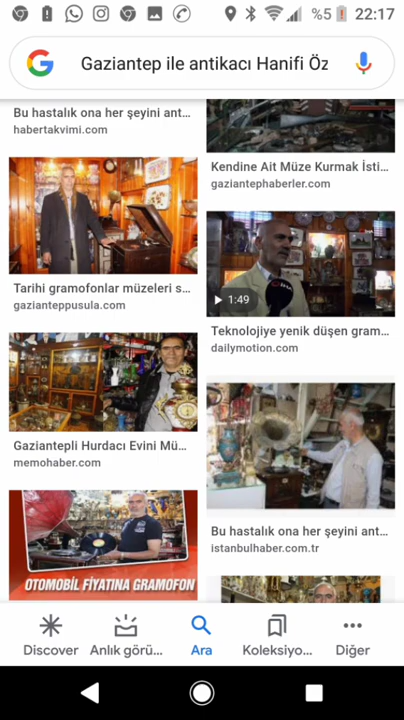 %5
22:17
Gaziantep ile antikacı Hanifi Öz
Bu hastalık ona her şeyini ant...
habertakvimi.com
Kendine Ait Müze Kurmak İsti...
gaziantephaberler.com
Tarihi gramofonlar müzeleri s...
gazianteppusula.com
1:49
Teknolojiye yenik düşen gram...
dailymotion.com
Gaziantepli Hurdacı Evini Mü...
memohaber.com
Bu hastalık ona her şeyini ant...
istanbulhaber.com.tr
OTOMOBİL FİYATINA GRAMOFON
Discover
Anlık görü...
Ara
Koleksiyo...
Diğer